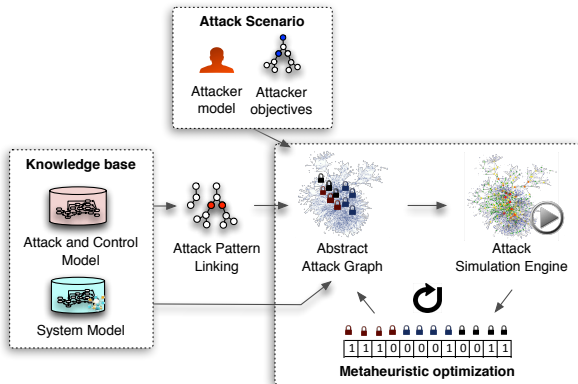 Attack Scenario
Attacker
model
Attacker
objectives
Knowledge base
Attack and Control
Model
System Model
Attack Pattern
Linking
Abstract
Attack Graph
Attack
Simulation Engine
1 1 1 0 0 0 0 1 0 0 1 1
Metaheuristic optimization